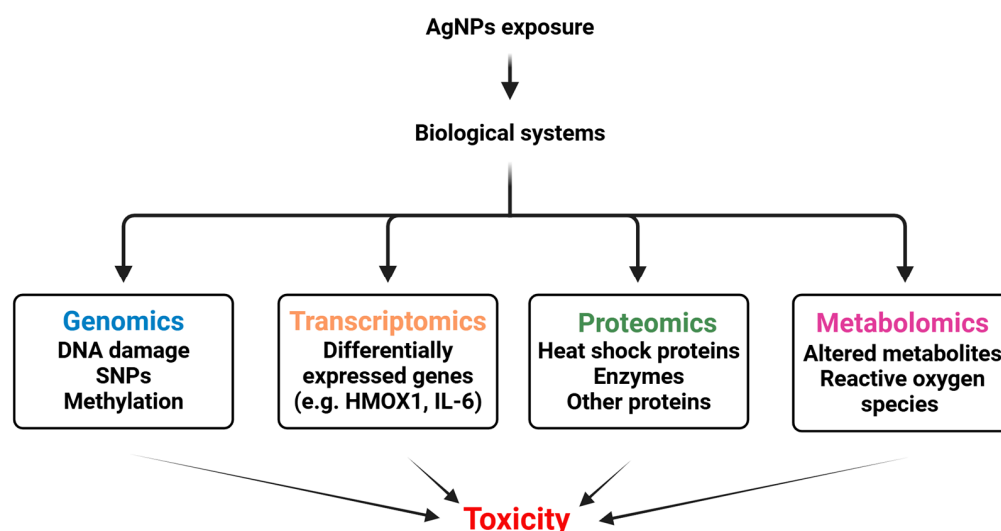 AgNPs exposure
Biological systems
Genomics
DNA damage
SNPs
Methylation
Transcriptomics
Differentially
expressed genes
(e.g. HMOX1, IL-6)
Proteomics
Heat shock proteins
Enzymes
Other proteins
Metabolomics
Altered metabolites
Reactive oxygen
species
Toxicity